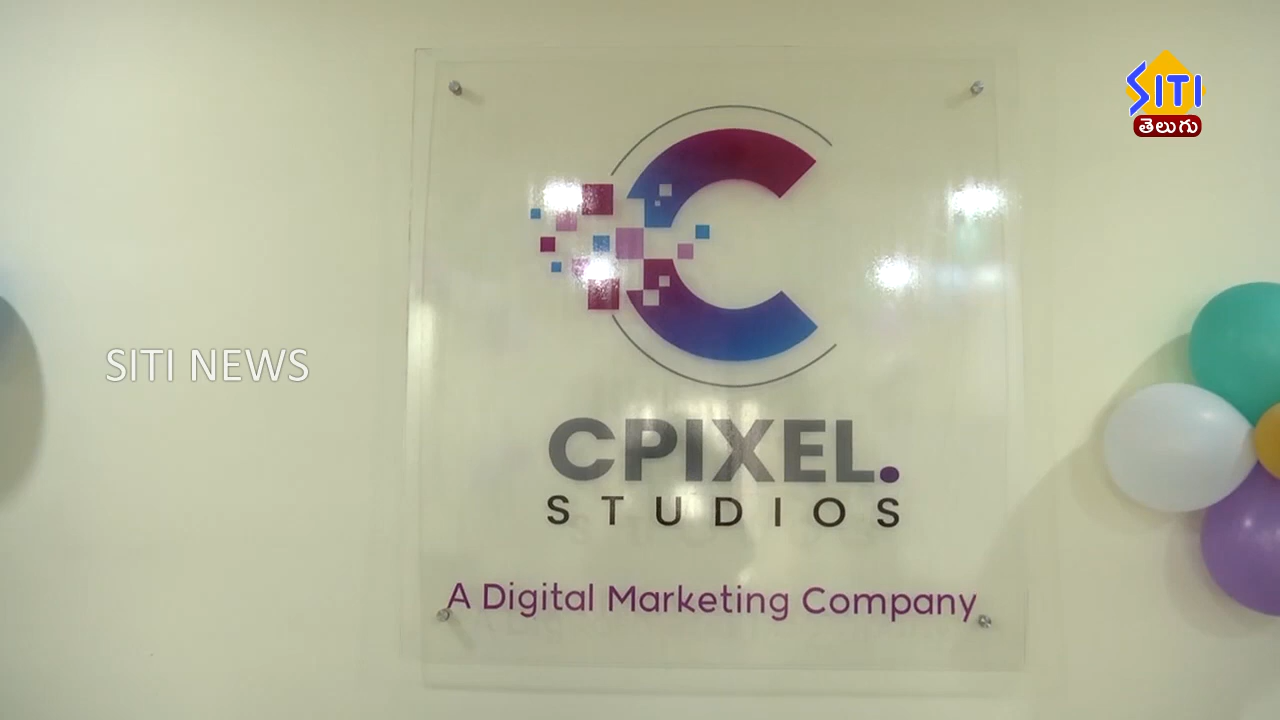 SITI
తెలుగు
SITI NEWS
CPIXEL.
STUDIOS
A Digital Marketing Company